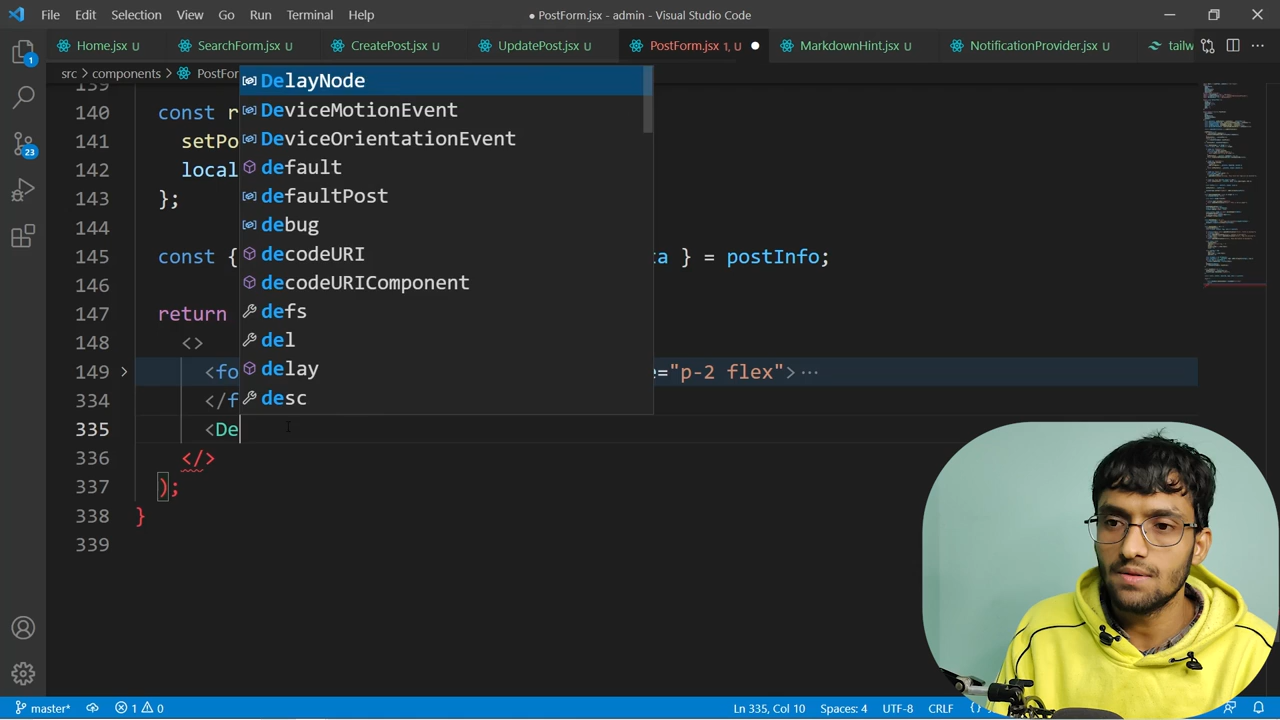 File Edit Selection View Go Run Terminal Help ● PostForm.jsx - admin - Visual Studio Code
Home.jsx U SearchForm.jsx U CreatePost.jsx U UpdatePost.jsx U PostForm.jsx 1, U MarkdownHint.jsx U NotificationProvider.jsx U tailw
src > components > PostFor
139
140 const r
141 setPo
142 local
143 };
144
145 const { ta } = postInfo;
146
147 return
148 <>
149 <fo e="p-2 flex">···
334 </f
335 <De
336 </>
337 );
338 }
339
DelayNode
DeviceMotionEvent
DeviceOrientationEvent
default
defaultPost
debug
decodeURI
decodeURIComponent
defs
del
delay
desc
1
23
master* 1 0 Ln 335, Col 10 Spaces: 4 UTF-8 CRLF { }